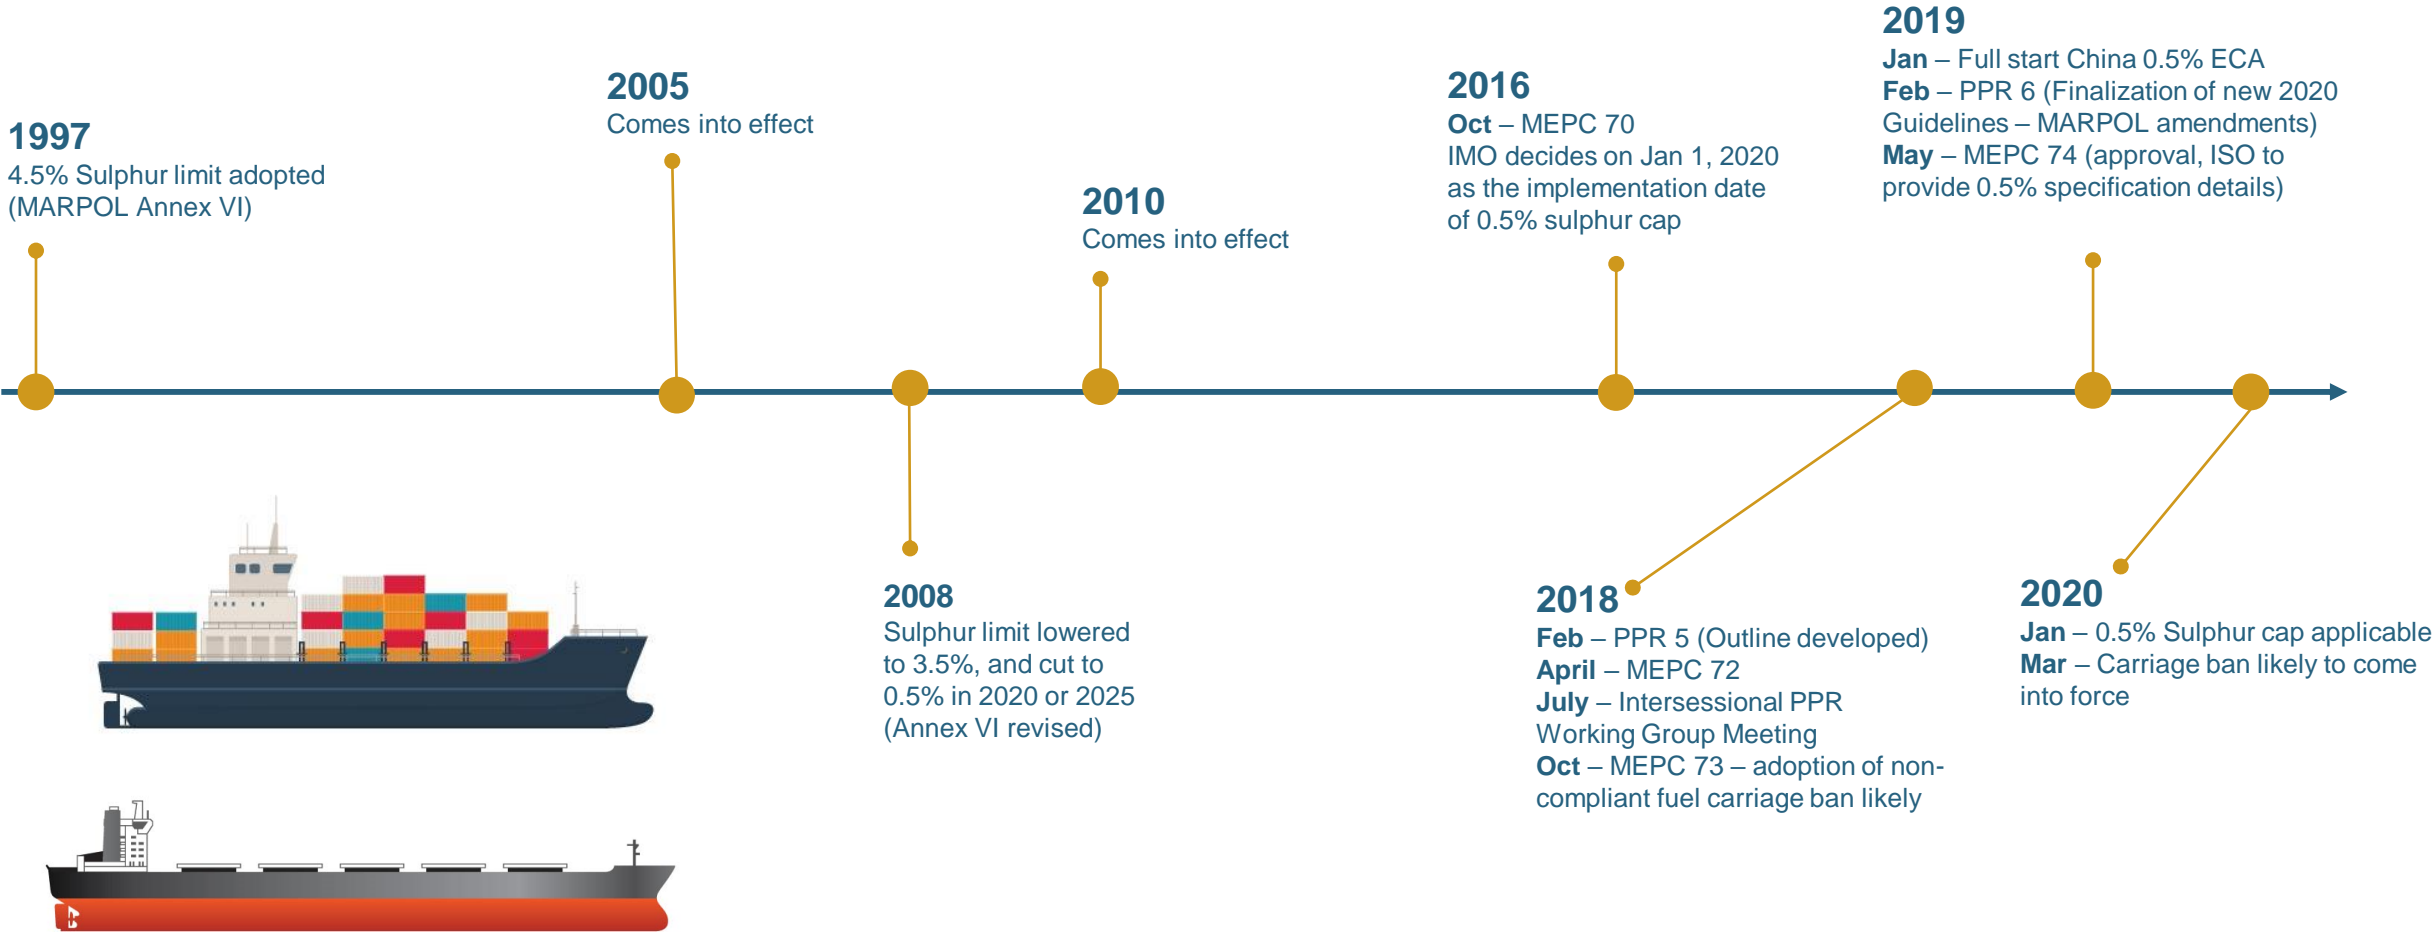 1997
4.5% Sulphur limit adopted
(MARPOL Annex VI)
2005
Comes into effect
2008
Sulphur limit lowered
to 3.5%, and cut to
0.5% in 2020 or 2025
(Annex VI revised)
2010
Comes into effect
2016
Oct – MEPC 70
IMO decides on Jan 1, 2020
as the implementation date
of 0.5% sulphur cap
2018
Feb – PPR 5 (Outline developed)
April – MEPC 72
July – Intersessional PPR
Working Group Meeting
Oct – MEPC 73 – adoption of non-
compliant fuel carriage ban likely
2019
Jan – Full start China 0.5% ECA
Feb – PPR 6 (Finalization of new 2020
Guidelines – MARPOL amendments)
May – MEPC 74 (approval, ISO to
provide 0.5% specification details)
2020
Jan – 0.5% Sulphur cap applicable
Mar – Carriage ban likely to come
into force